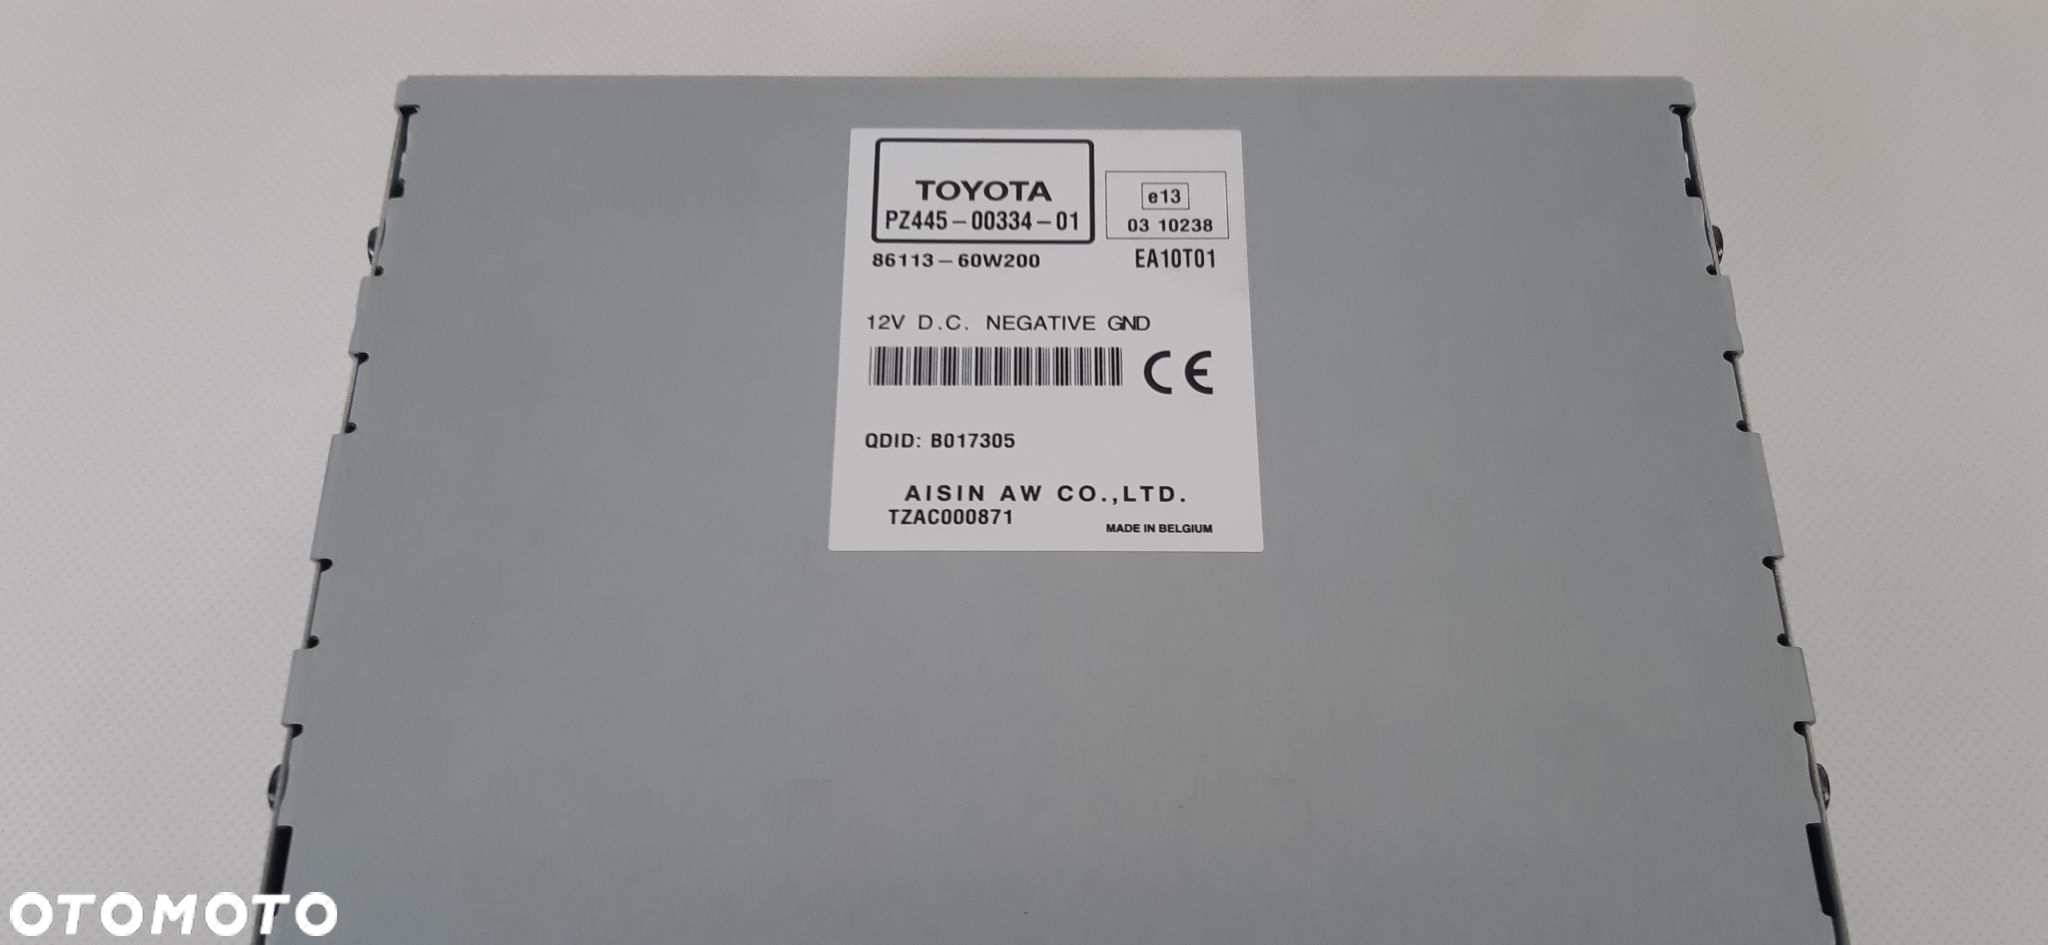 TOYOTA
PZ445-00334-01
e13
03 10238
86113-60W200
EA10T01
12V D.C. NEGATIVE GND
CE
QDID: B017305
AISIN AW CO.,LTD.
TZAC000871
MADE IN BELGIUM
OTOMOTO